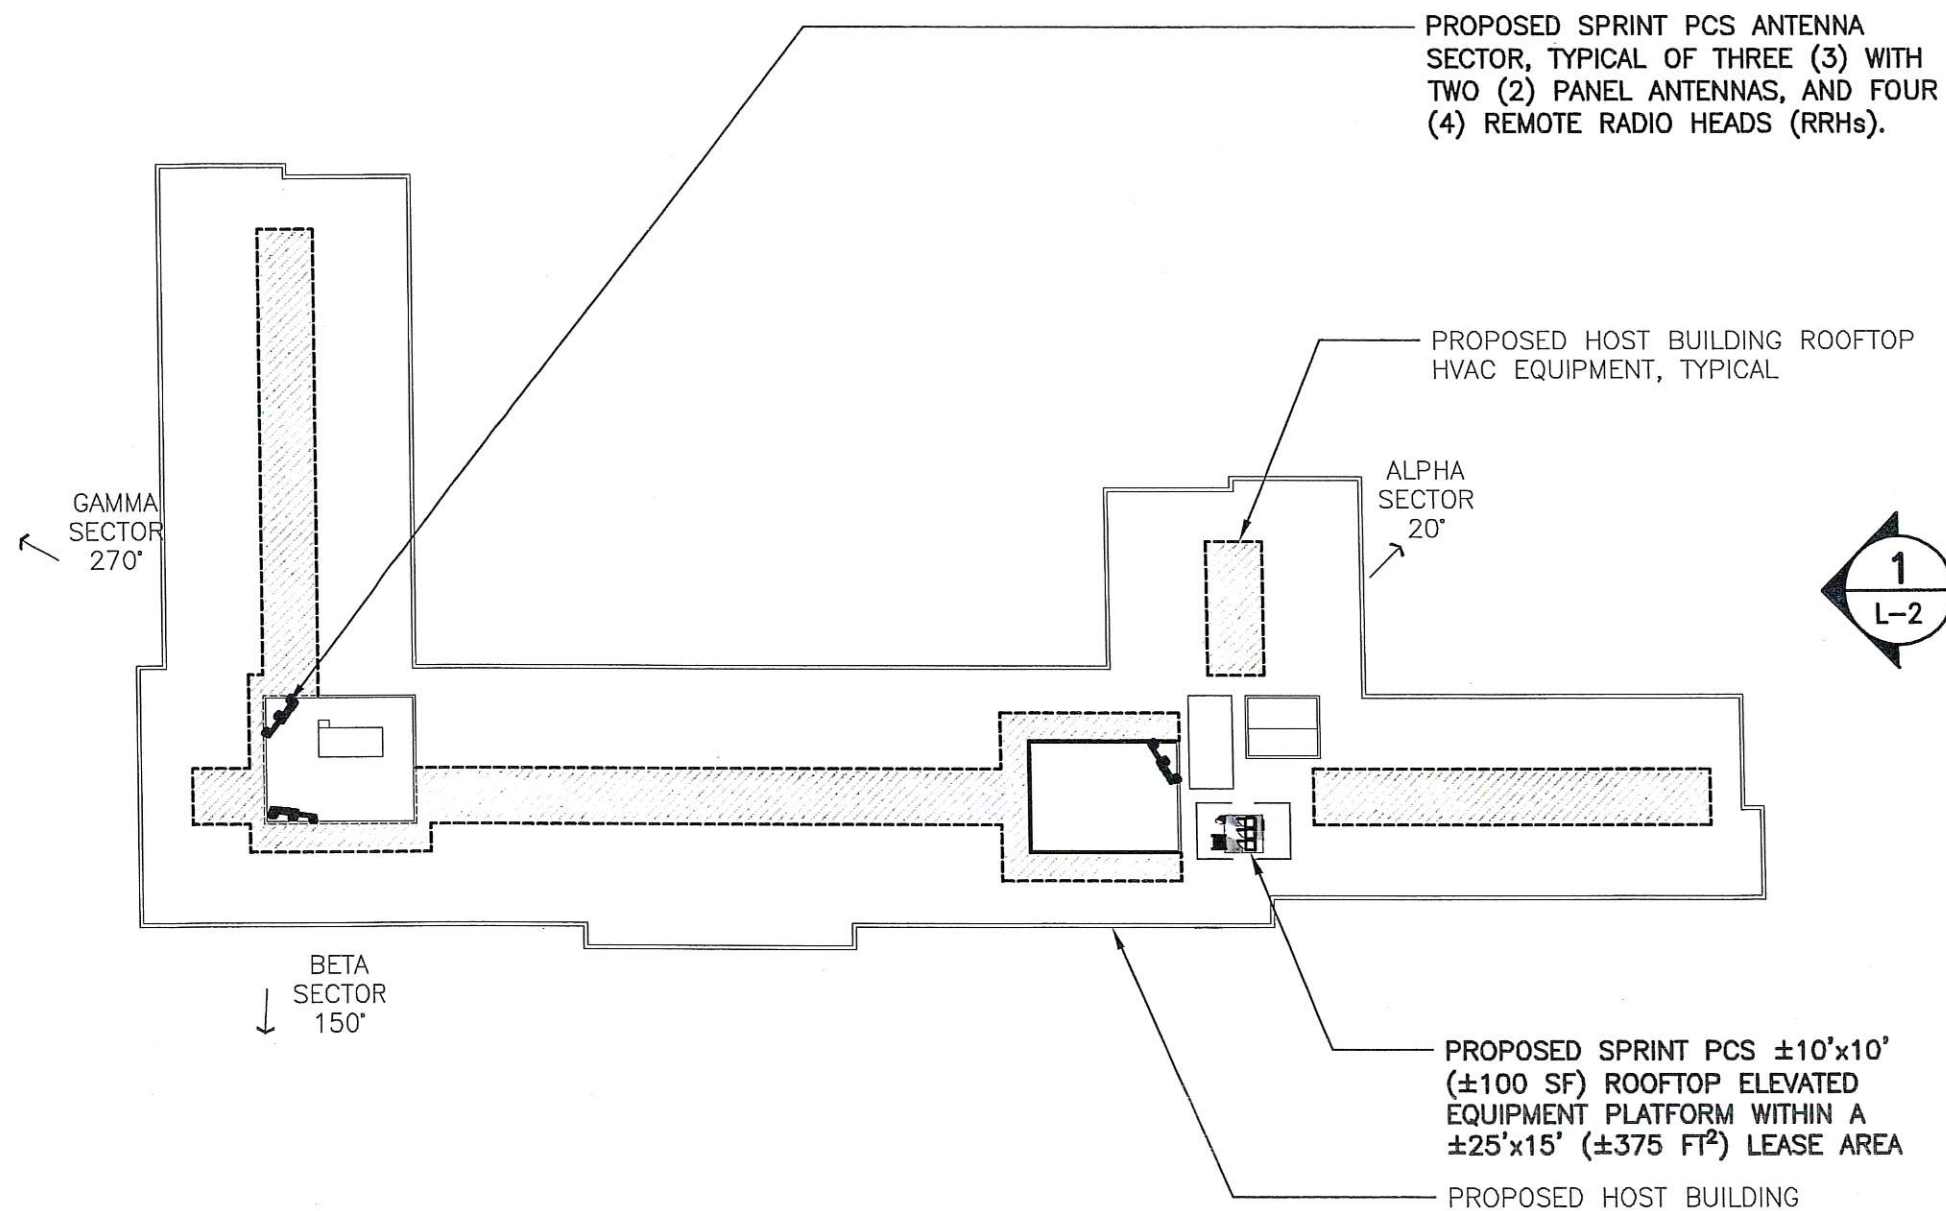 PROPOSED SPRINT PCS ANTENNA
SECTOR, TYPICAL OF THREE (3) WITH
TWO (2) PANEL ANTENNAS, AND FOUR
(4) REMOTE RADIO HEADS (RRHs).
PROPOSED HOST BUILDING ROOFTOP
HVAC EQUIPMENT, TYPICAL
ALPHA
SECTOR
20°
GAMMA
SECTOR
270°
1
L-2
BETA
SECTOR
150°
PROPOSED SPRINT PCS ±10'x10'
(±100 SF) ROOFTOP ELEVATED
EQUIPMENT PLATFORM WITHIN A
±25'x15' (±375 FT²) LEASE AREA
PROPOSED HOST BUILDING